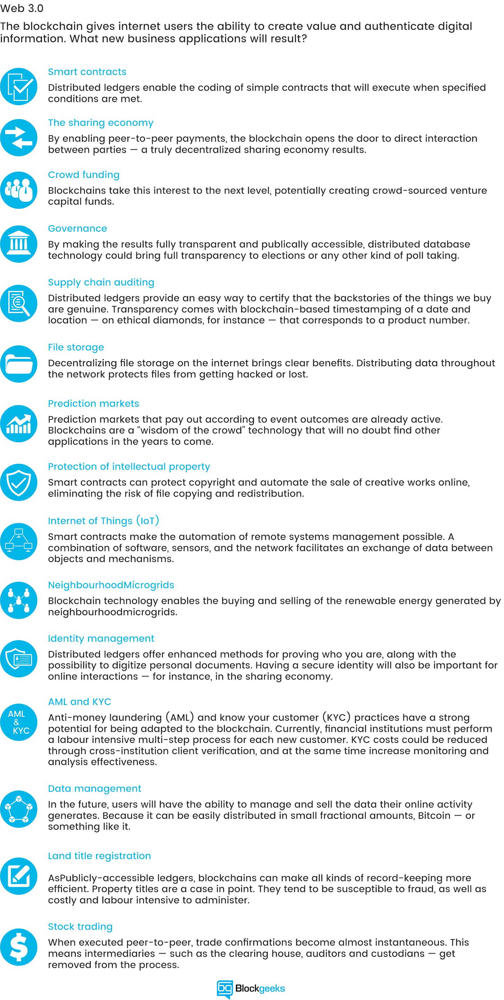 Web 3.0
The blockchain gives internet users the ability to create value and authenticate digital
information. What new business applications will result?
Smart contracts
Distributed ledgers enable the coding of simple contracts that will execute when specified
conditions are met.
The sharing economy
By enabling peer-to-peer payments, the blockchain opens the door to direct interaction
between parties — a truly decentralized sharing economy results.
Crowd funding
Blockchains take this interest to the next level, potentially creating crowd-sourced venture
capital funds.
Governance
By making the results fully transparent and publically accessible, distributed database
technology could bring full transparency to elections or any other kind of poll taking.
Supply chain auditing
Distributed ledgers provide an easy way to certify that the backstories of the things we buy
are genuine. Transparency comes with blockchain-based timestamping of a date and
location — on ethical diamonds, for instance — that corresponds to a product number.
File storage
Decentralizing file storage on the internet brings clear benefits. Distributing data throughout
the network protects files from getting hacked or lost.
Prediction markets
Prediction markets that pay out according to event outcomes are already active.
Blockchains are a “wisdom of the crowd” technology that will no doubt find other
applications in the years to come.
Protection of intellectual property
Smart contracts can protect copyright and automate the sale of creative works online,
eliminating the risk of file copying and redistribution.
Internet of Things (IoT)
Smart contracts make the automation of remote systems management possible. A
combination of software, sensors, and the network facilitates an exchange of data between
objects and mechanisms.
NeighbourhoodMicrogrids
Blockchain technology enables the buying and selling of the renewable energy generated by
neighbourhoodmicrogrids.
Identity management
Distributed ledgers offer enhanced methods for proving who you are, along with the
possibility to digitize personal documents. Having a secure identity will also be important for
online interactions — for instance, in the sharing economy.
AML
&
KYC
AML and KYC
Anti-money laundering (AML) and know your customer (KYC) practices have a strong
potential for being adapted to the blockchain. Currently, financial institutions must perform
a labour intensive multi-step process for each new customer. KYC costs could be reduced
through cross-institution client verification, and at the same time increase monitoring and
analysis effectiveness.
Data management
In the future, users will have the ability to manage and sell the data their online activity
generates. Because it can be easily distributed in small fractional amounts, Bitcoin — or
something like it.
Land title registration
AsPublicly-accessible ledgers, blockchains can make all kinds of record-keeping more
efficient. Property titles are a case in point. They tend to be susceptible to fraud, as well as
costly and labour intensive to administer.
$
Stock trading
When executed peer-to-peer, trade confirmations become almost instantaneous. This
means intermediaries — such as the clearing house, auditors and custodians — get
removed from the process.
Blockgeeks